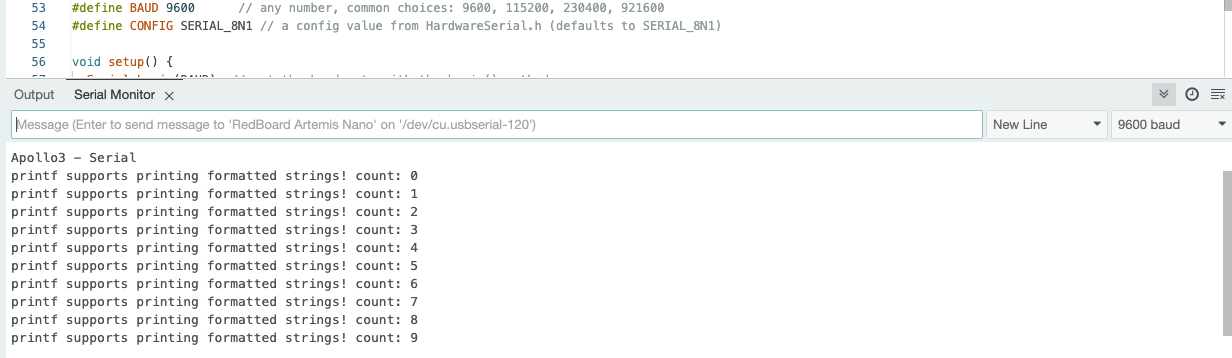 53 #define BAUD 9600 // any number, common choices: 9600, 115200, 230400, 921600
54 #define CONFIG SERIAL_8N1 // a config value from HardwareSerial.h (defaults to SERIAL_8N1)
55
56 void setup() {
Output Serial Monitor ×
Message (Enter to send message to 'RedBoard Artemis Nano' on '/dev/cu.usbserial-120') New Line 9600 baud
Apollo3 - Serial
printf supports printing formatted strings! count: 0
printf supports printing formatted strings! count: 1
printf supports printing formatted strings! count: 2
printf supports printing formatted strings! count: 3
printf supports printing formatted strings! count: 4
printf supports printing formatted strings! count: 5
printf supports printing formatted strings! count: 6
printf supports printing formatted strings! count: 7
printf supports printing formatted strings! count: 8
printf supports printing formatted strings! count: 9